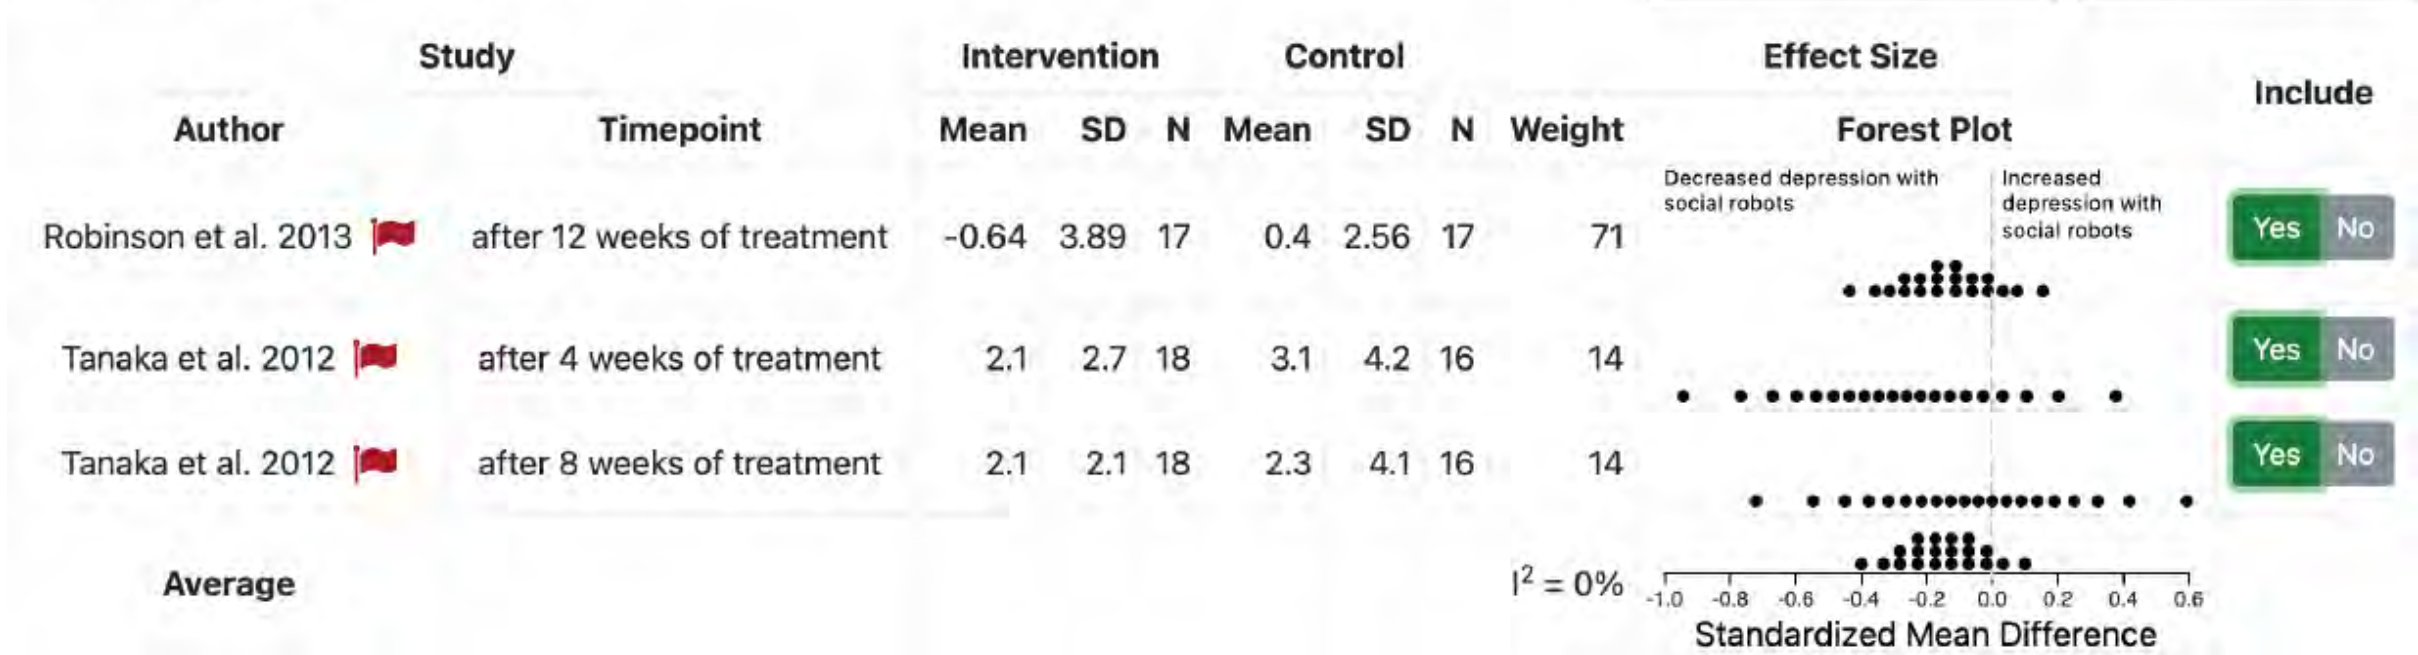 Study Intervention Control Effect Size
Include
Author Timepoint Mean SD N Mean SD N Weight Forest Plot
Decreased depression with
social robots
Increased
depression with
social robots
Robinson et al. 2013 after 12 weeks of treatment -0.64 3.89 17 0.4 2.56 17 71 Yes No
Tanaka et al. 2012 after 4 weeks of treatment 2.1 2.7 18 3.1 4.2 16 14 Yes No
Tanaka et al. 2012 after 8 weeks of treatment 2.1 2.1 18 2.3 4.1 16 14 Yes No
Average I² = 0%
-1.0 -0.8 -0.6 -0.4 -0.2 0.0 0.2 0.4 0.6
Standardized Mean Difference